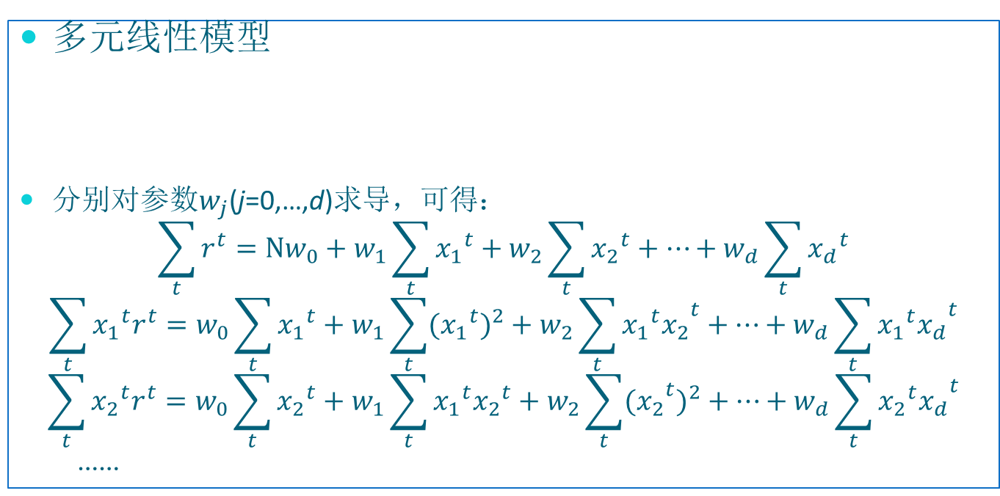 • 多元线性模型
• 分别对参数$w_j$(j=0,…,d)求导，可得：
$\sum_t r^t = \mathrm{N}w_0 + w_1 \sum_t {x_1}^t + w_2 \sum_t {x_2}^t + \cdots + w_d \sum_t {x_d}^t$
$\sum_t {x_1}^t r^t = w_0 \sum_t {x_1}^t + w_1 \sum_t ({x_1}^t)^2 + w_2 \sum_t {x_1}^t {x_2}^t + \cdots + w_d \sum_t {x_1}^t {x_d}^t$
$\sum_t {x_2}^t r^t = w_0 \sum_t {x_2}^t + w_1 \sum_t {x_1}^t {x_2}^t + w_2 \sum_t ({x_2}^t)^2 + \cdots + w_d \sum_t {x_2}^t {x_d}^t$
……